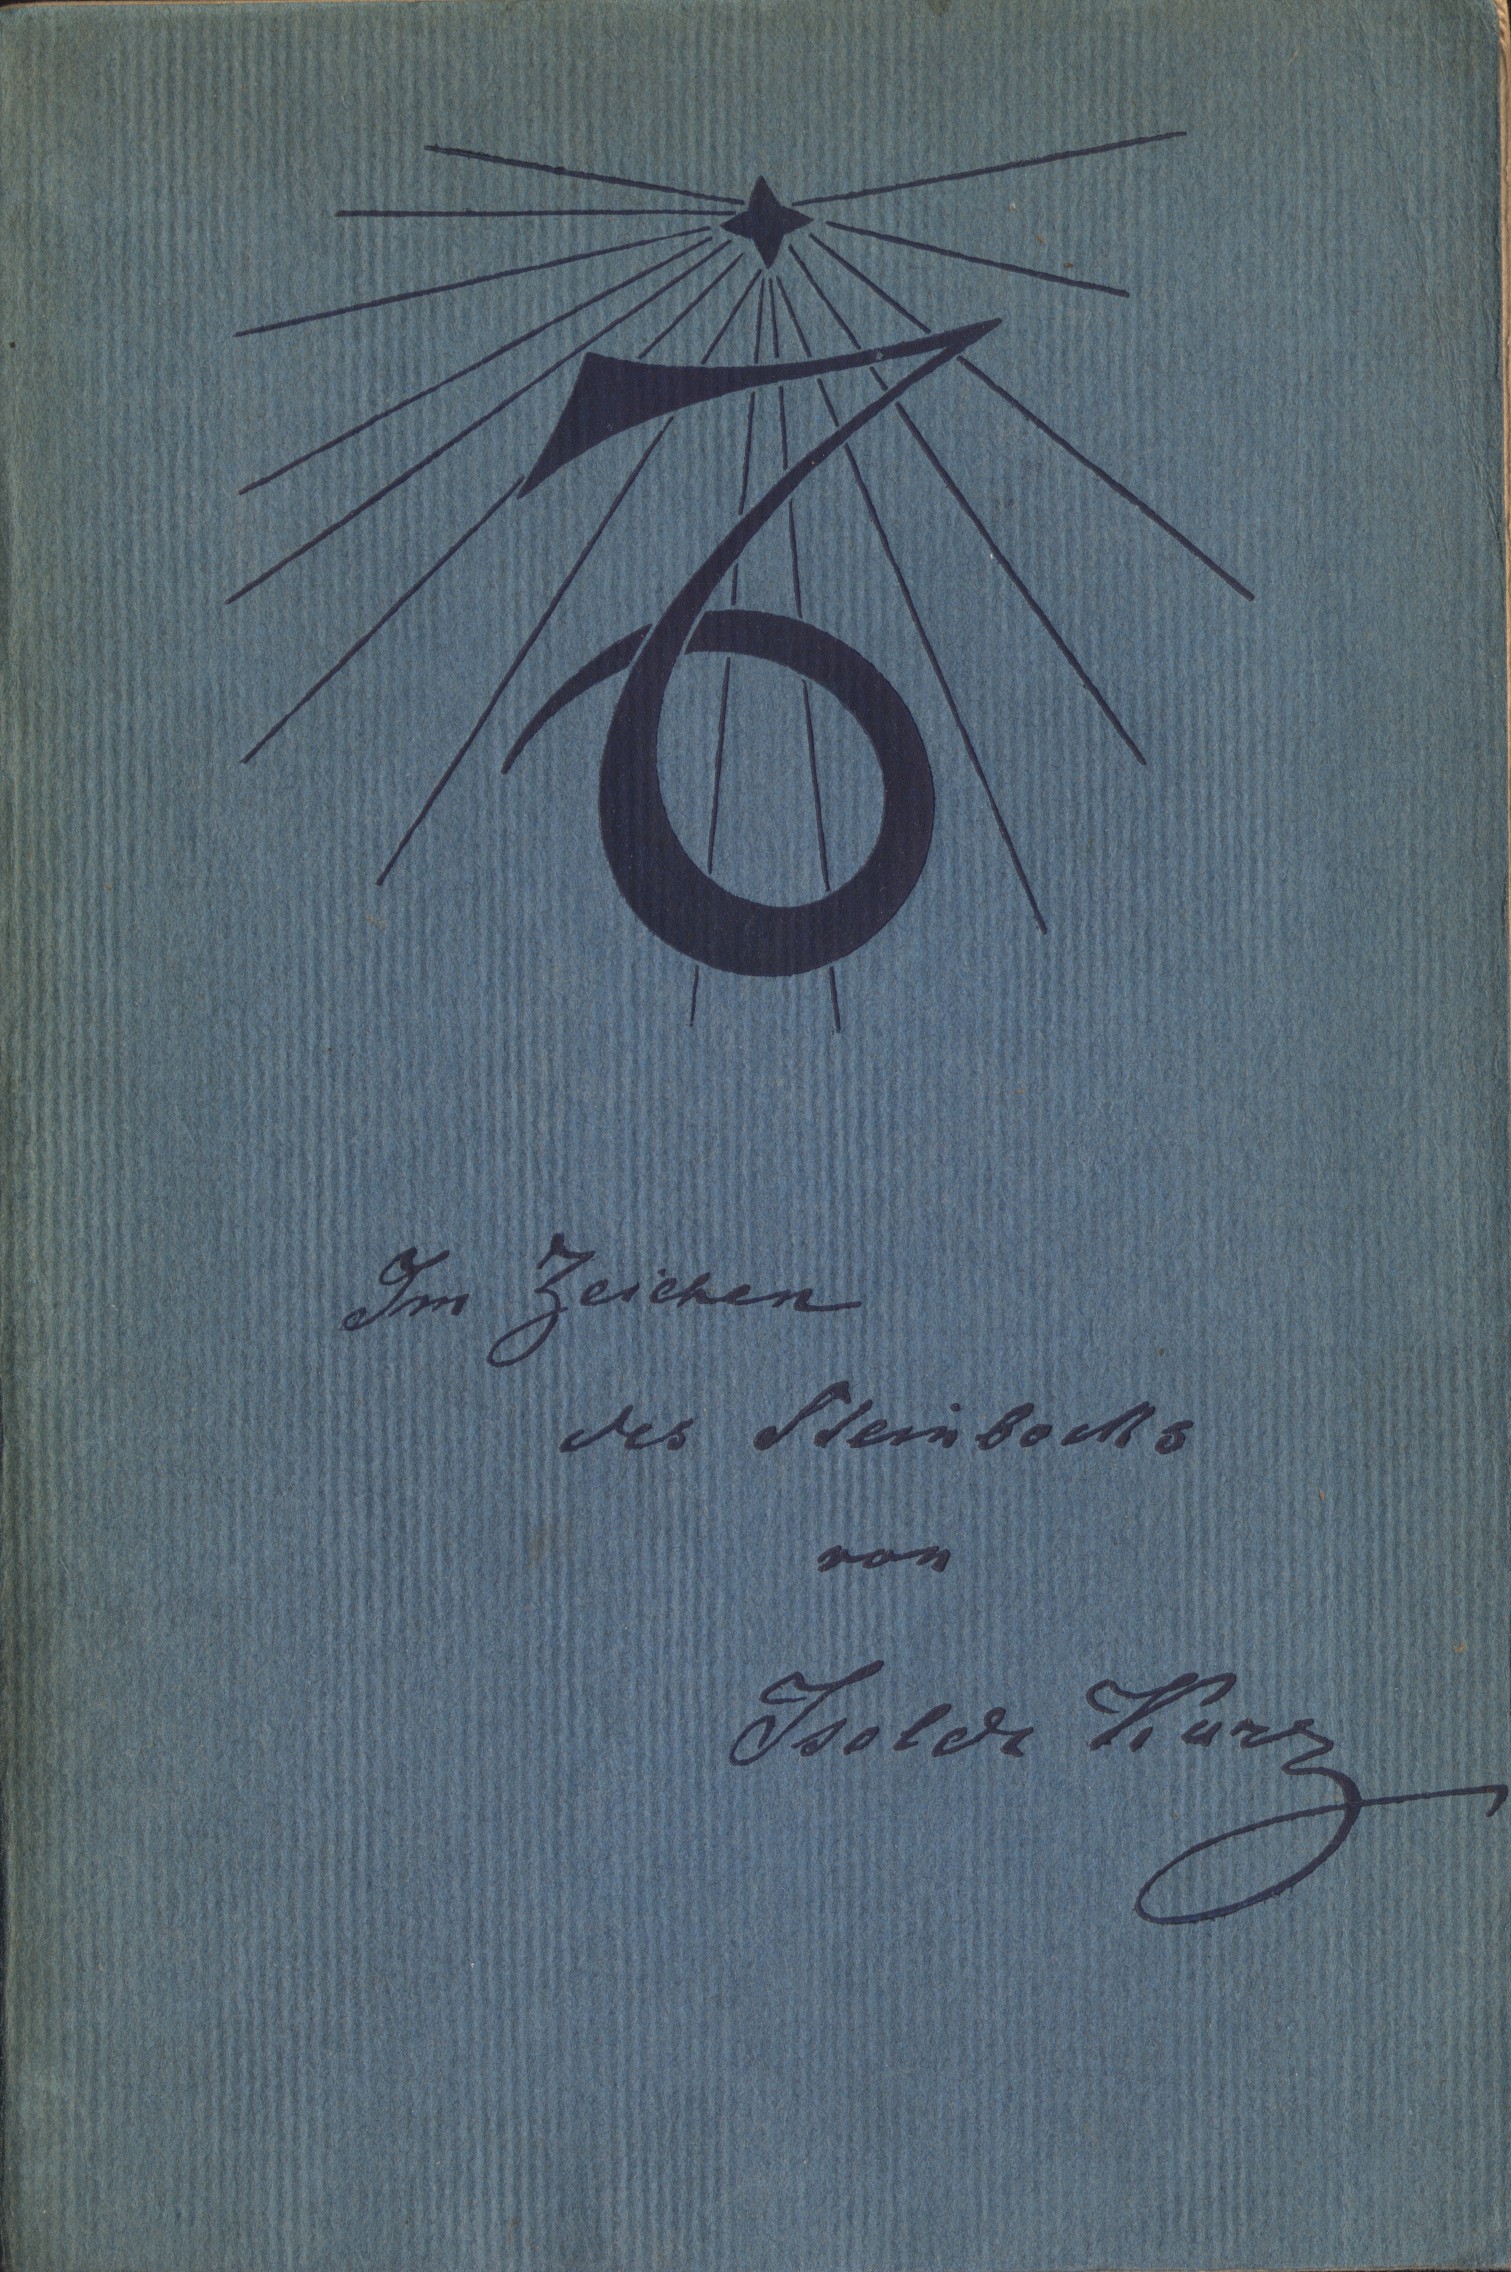 Im Zeichen
des Steinbocks
von
Isolde Kurz